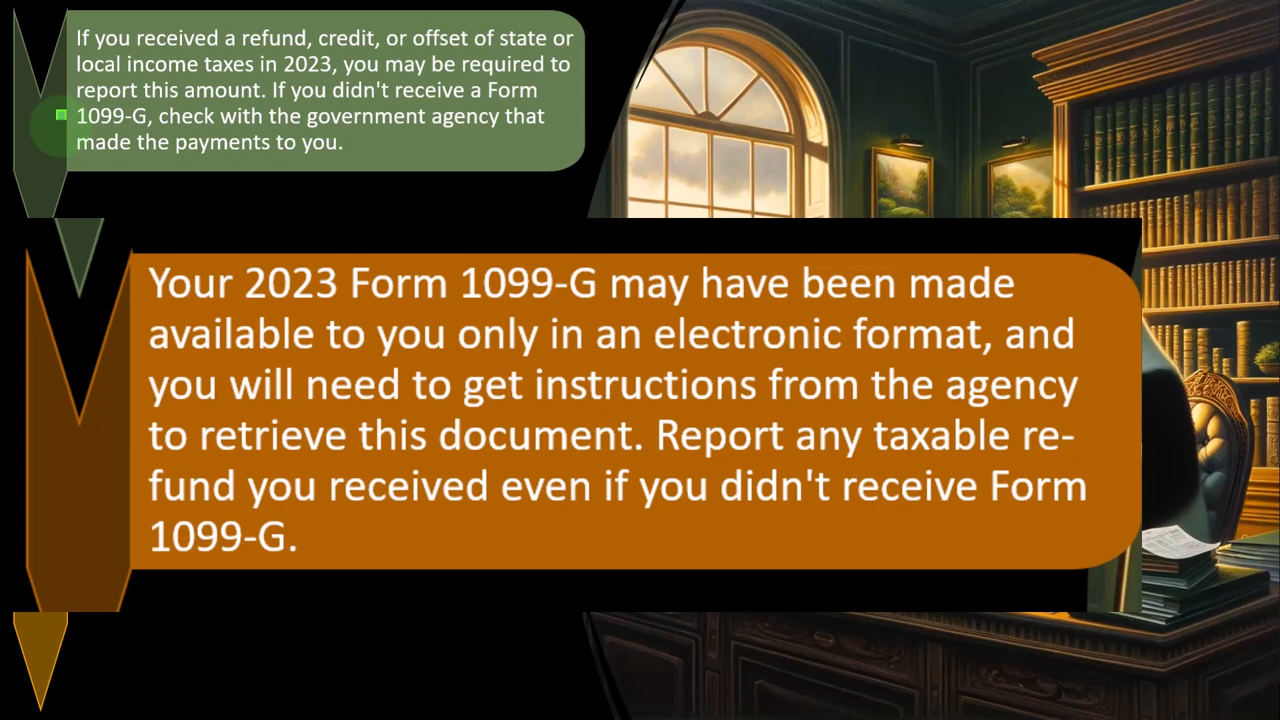 If you received a refund, credit, or offset of state or
local income taxes in 2023, you may be required to
report this amount. If you didn't receive a Form
1099-G, check with the government agency that
made the payments to you.
Your 2023 Form 1099-G may have been made
available to you only in an electronic format, and
you will need to get instructions from the agency
to retrieve this document. Report any taxable re-
fund you received even if you didn't receive Form
1099-G.